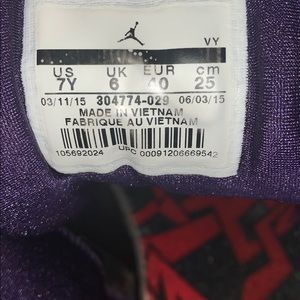 VY
US UK EUR cm
7Y 6 40 25
03/11/15 304774-029 06/03/15
MADE IN VIETNAM
FABRIQUE AU VIETNAM
105692024 UPC 00091206669542